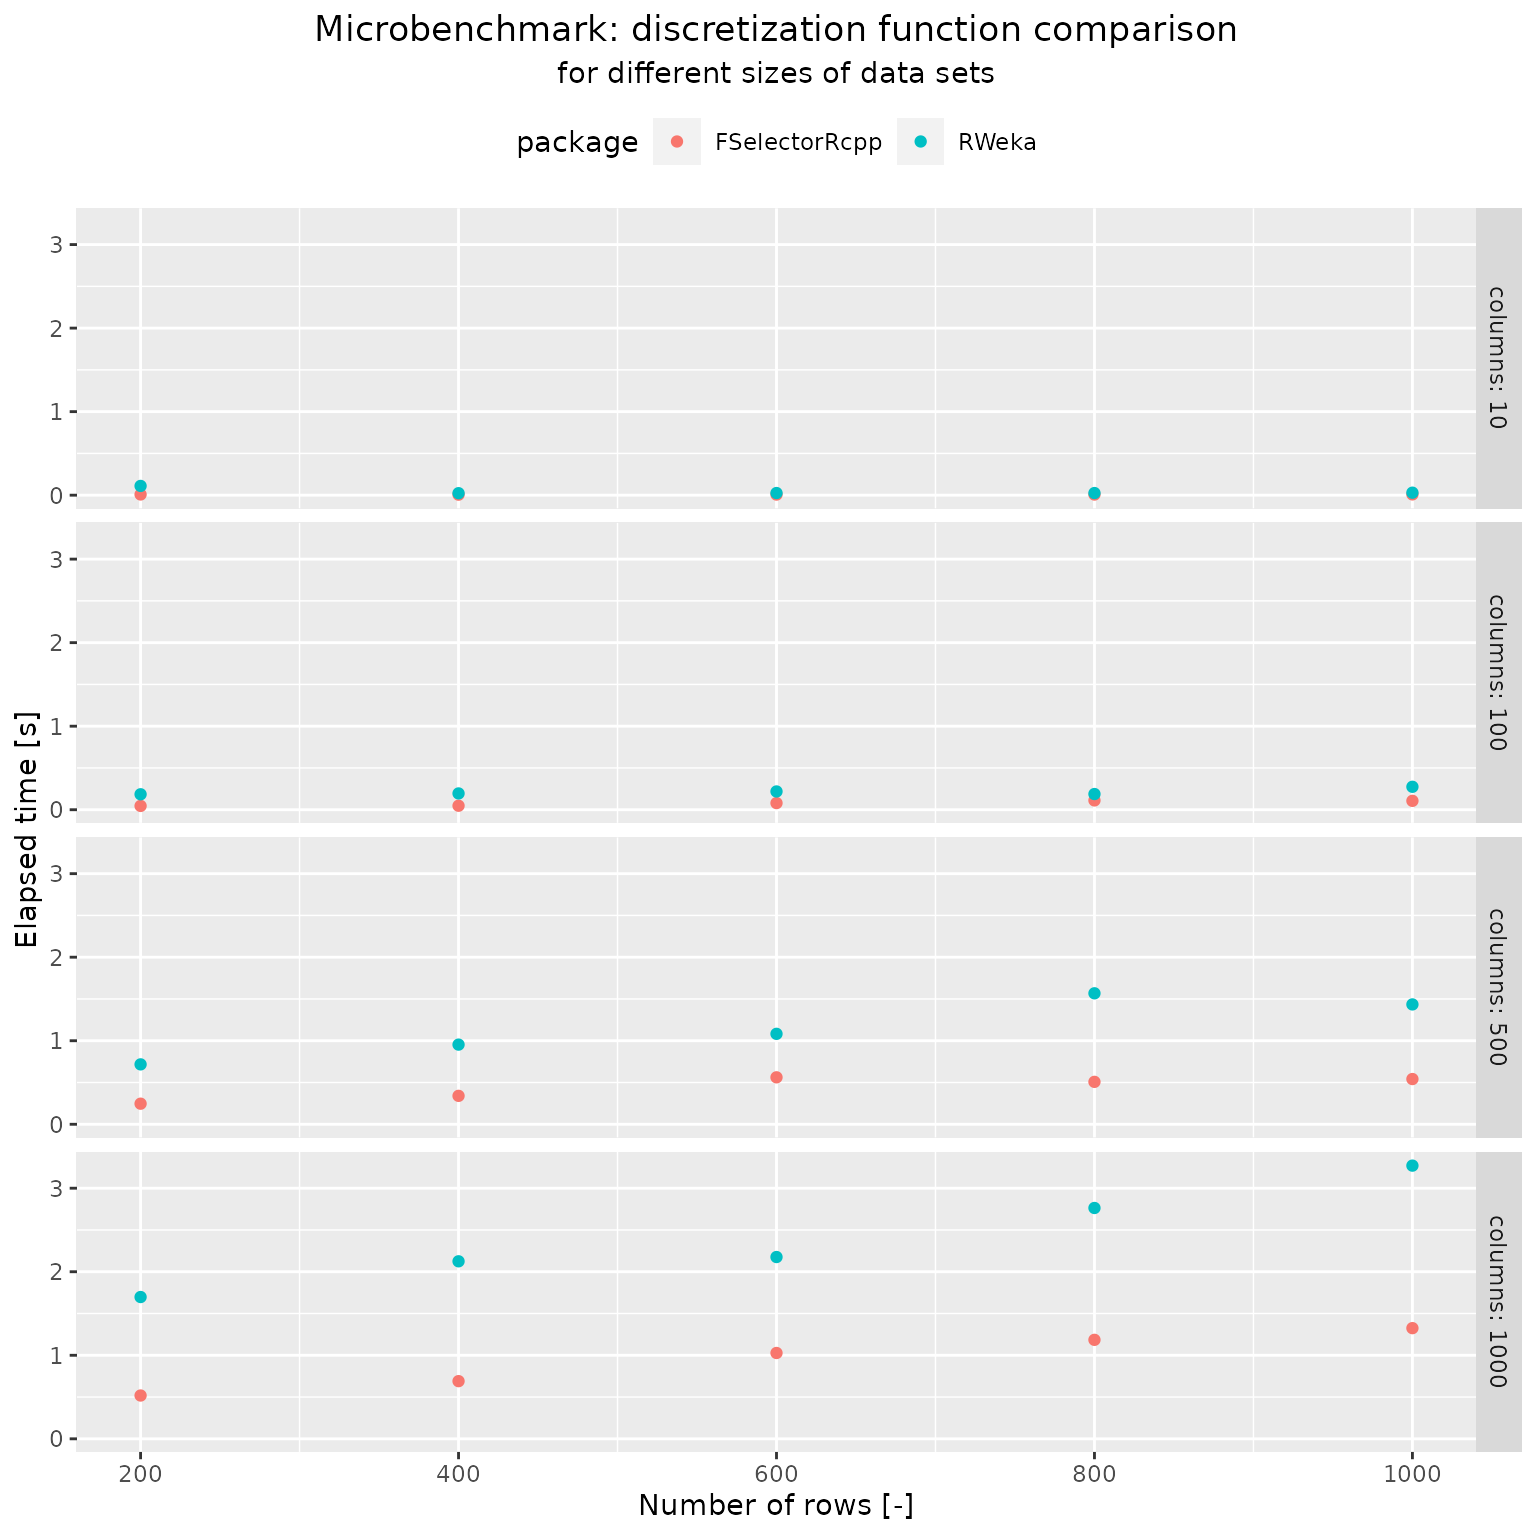 Microbenchmark: discretization function comparison
for different sizes of data sets
package FSelectorRcpp RWeka
Elapsed time [s]
3
2
1
0
columns: 10
3
2
1
0
columns: 100
3
2
1
0
columns: 500
3
2
1
0
columns: 1000
200 400 600 800 1000
Number of rows [-]